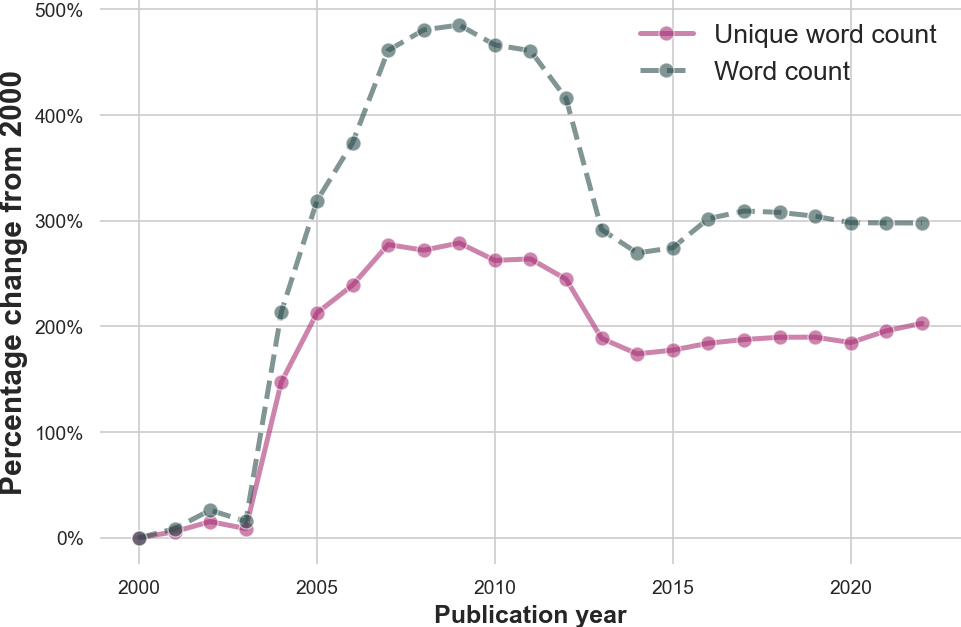 500%
400%
300%
200%
100%
0%
Percentage change from 2000
Unique word count
Word count
2000 2005 2010 2015 2020
Publication year